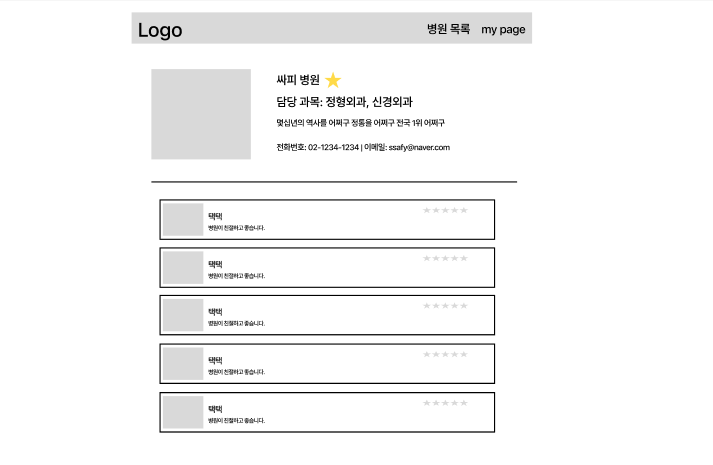 Logo
병원 목록 my page
싸피 병원
담당 과목: 정형외과, 신경외과
몇십년의 역사를 어쩌구 정통을 어쩌구 전국 1위 어쩌구
전화번호: 02-1234-1234 | 이메일: ssafy@naver.com
택택
병원이 친절하고 좋습니다.
택택
병원이 친절하고 좋습니다.
택택
병원이 친절하고 좋습니다.
택택
병원이 친절하고 좋습니다.
택택
병원이 친절하고 좋습니다.